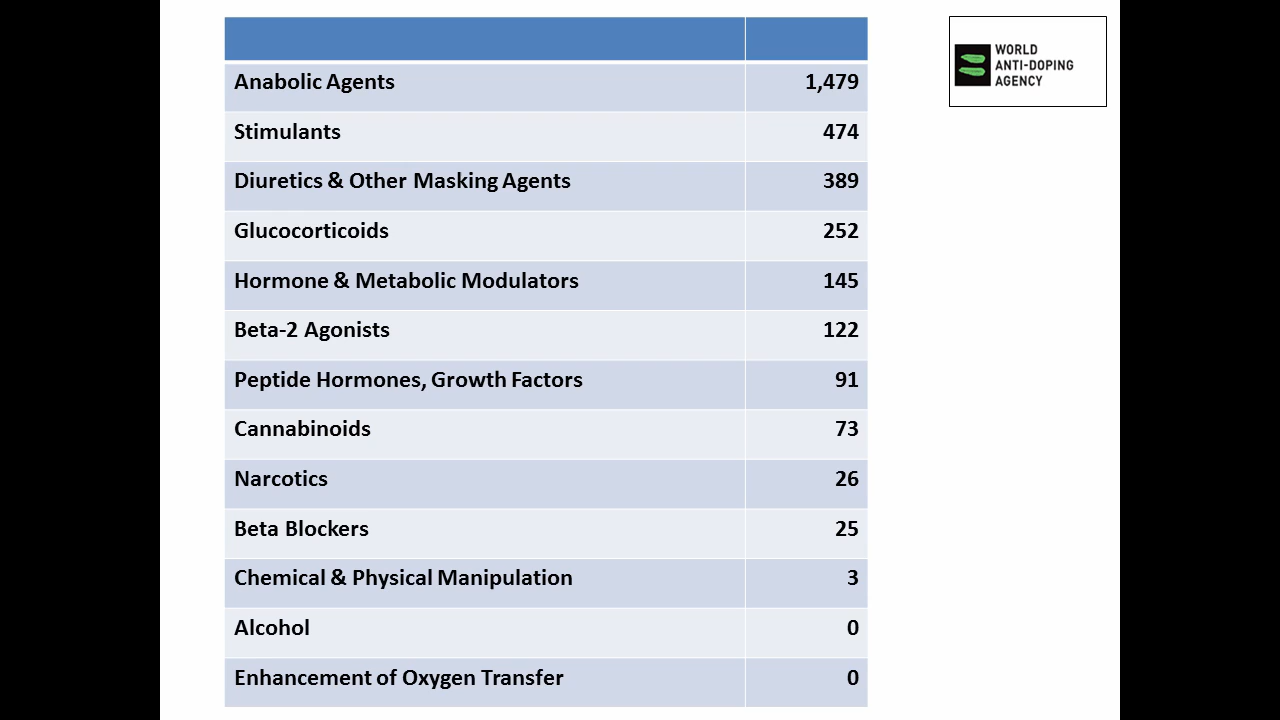 WORLD
ANTI-DOPING
AGENCY
Anabolic Agents 1,479
Stimulants 474
Diuretics & Other Masking Agents 389
Glucocorticoids 252
Hormone & Metabolic Modulators 145
Beta-2 Agonists 122
Peptide Hormones, Growth Factors 91
Cannabinoids 73
Narcotics 26
Beta Blockers 25
Chemical & Physical Manipulation 3
Alcohol 0
Enhancement of Oxygen Transfer 0